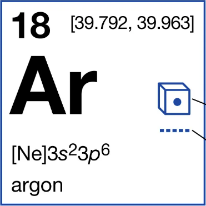 18 [39.792, 39.963]
Ar
[Ne]3s²3p⁶
argon